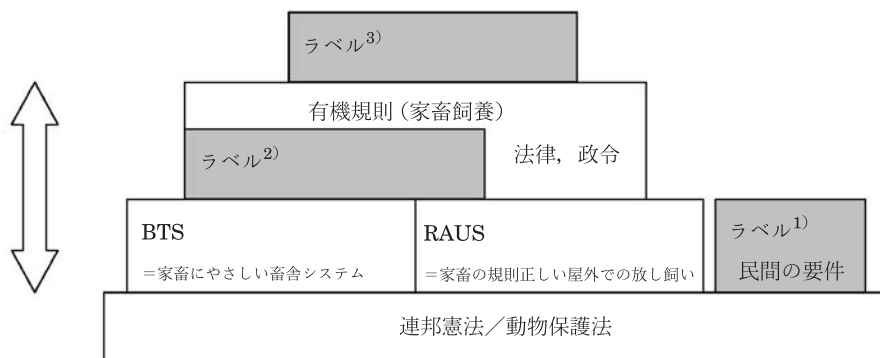 ラベル3)
有機規則(家畜飼養)
ラベル2)
法律,政令
BTS
=家畜にやさしい畜舎システム
RAUS
=家畜の規則正しい屋外での放し飼い
ラベル1)
民間の要件
連邦憲法/動物保護法